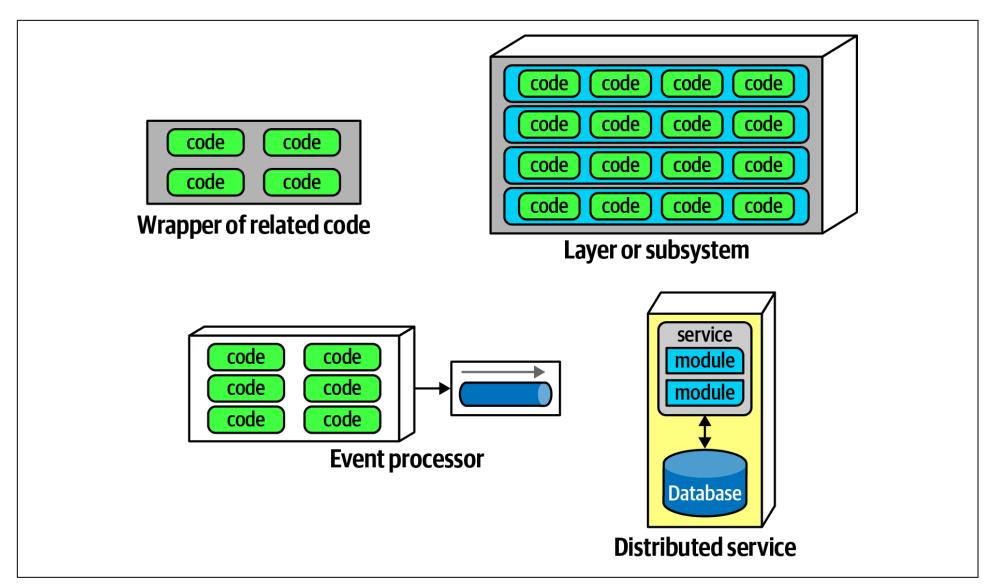 code code
code code
Wrapper of related code
code code code code
code code code code
code code code code
code code code code
Layer or subsystem
code code
code code
code code
Event processor
service
module
module
Database
Distributed service